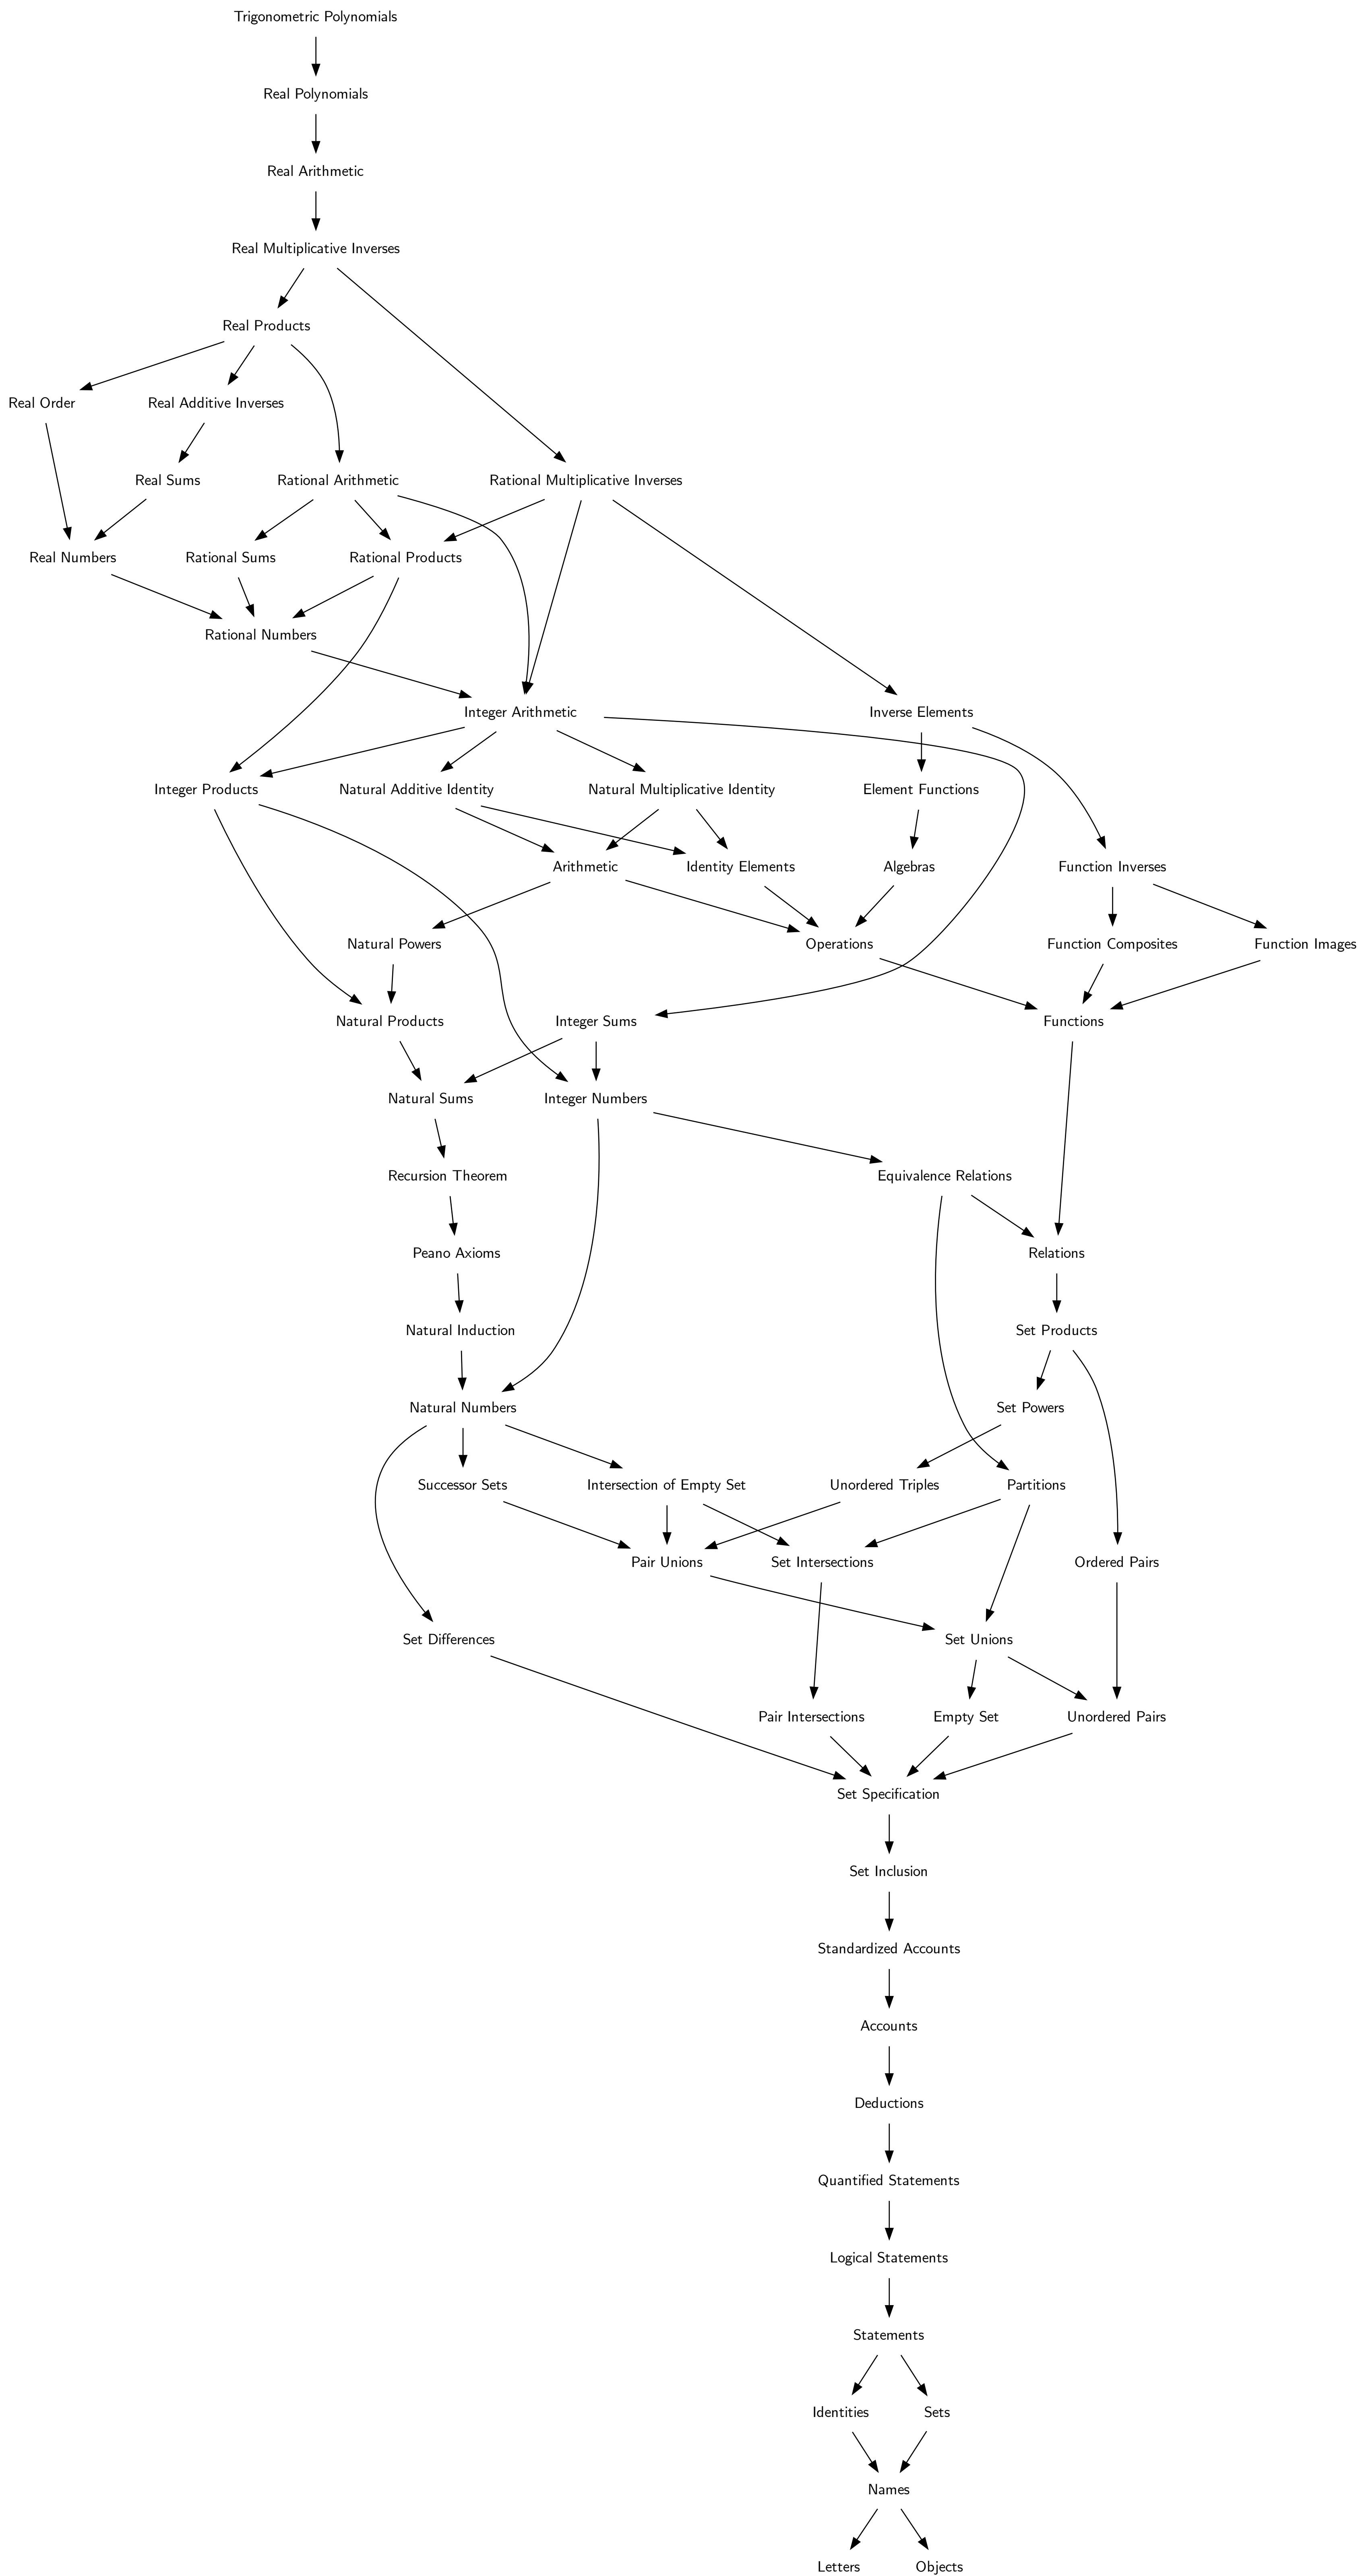 Trigonometric Polynomials
Real Polynomials
Real Arithmetic
Real Multiplicative Inverses
Real Products
Real Order
Real Additive Inverses
Real Sums
Rational Arithmetic
Rational Multiplicative Inverses
Real Numbers
Rational Sums
Rational Products
Rational Numbers
Integer Arithmetic
Inverse Elements
Integer Products
Natural Additive Identity
Natural Multiplicative Identity
Element Functions
Arithmetic
Identity Elements
Algebras
Function Inverses
Natural Powers
Operations
Function Composites
Function Images
Natural Products
Integer Sums
Functions
Natural Sums
Integer Numbers
Recursion Theorem
Equivalence Relations
Peano Axioms
Relations
Natural Induction
Set Products
Natural Numbers
Set Powers
Successor Sets
Intersection of Empty Set
Unordered Triples
Partitions
Pair Unions
Set Intersections
Ordered Pairs
Set Differences
Set Unions
Pair Intersections
Empty Set
Unordered Pairs
Set Specification
Set Inclusion
Standardized Accounts
Accounts
Deductions
Quantified Statements
Logical Statements
Statements
Identities
Sets
Names
Letters
Objects